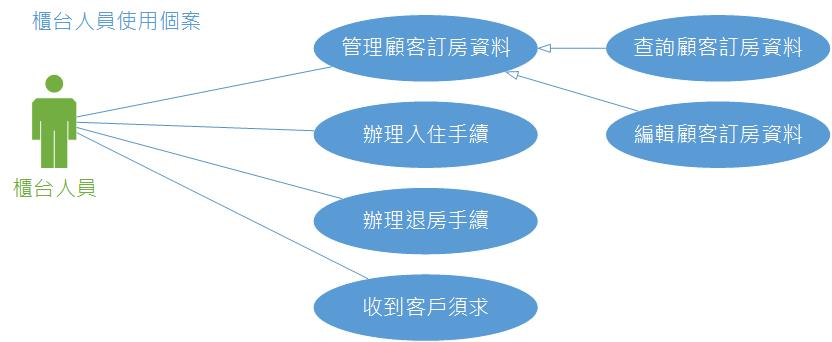 櫃台人員使用個案
管理顧客訂房資料
查詢顧客訂房資料
辦理入住手續
編輯顧客訂房資料
櫃台人員
辦理退房手續
收到客戶須求